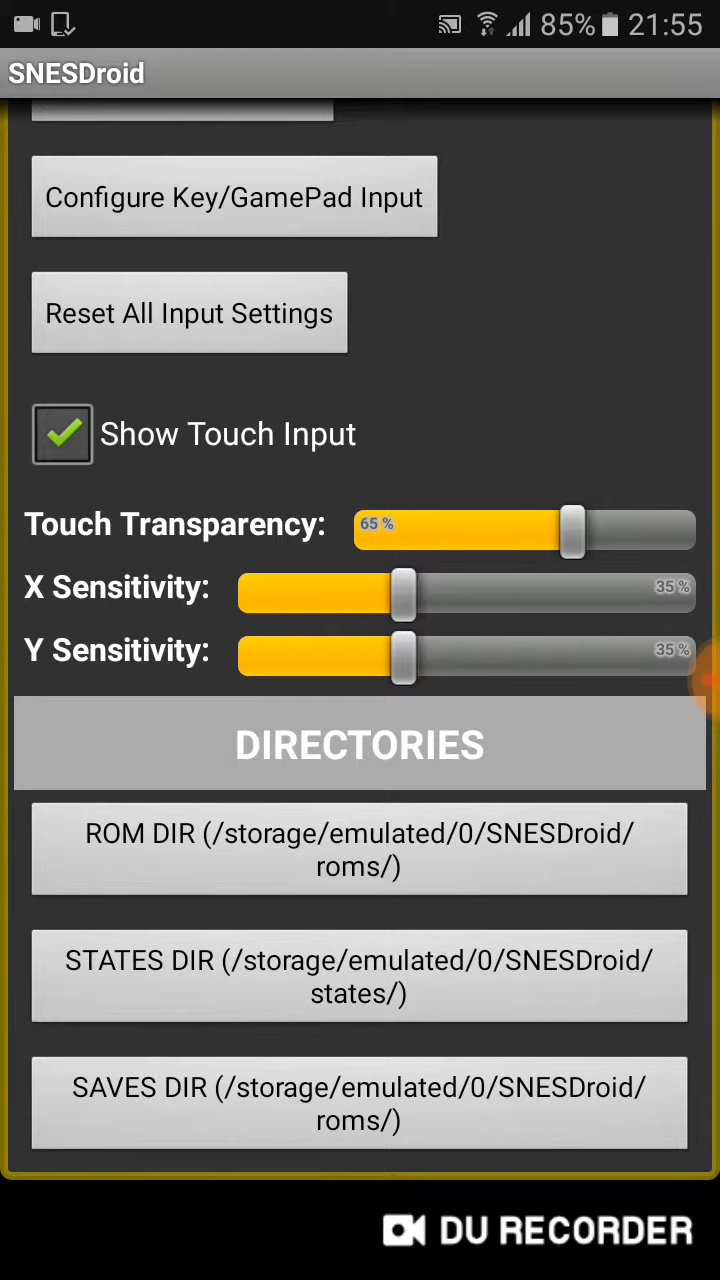 85% 21:55
SNESDroid
Configure Key/GamePad Input
Reset All Input Settings
Show Touch Input
Touch Transparency: 65 %
X Sensitivity: 35 %
Y Sensitivity: 35 %
DIRECTORIES
ROM DIR (/storage/emulated/0/SNESDroid/
roms/)
STATES DIR (/storage/emulated/0/SNESDroid/
states/)
SAVES DIR (/storage/emulated/0/SNESDroid/
roms/)
DU RECORDER